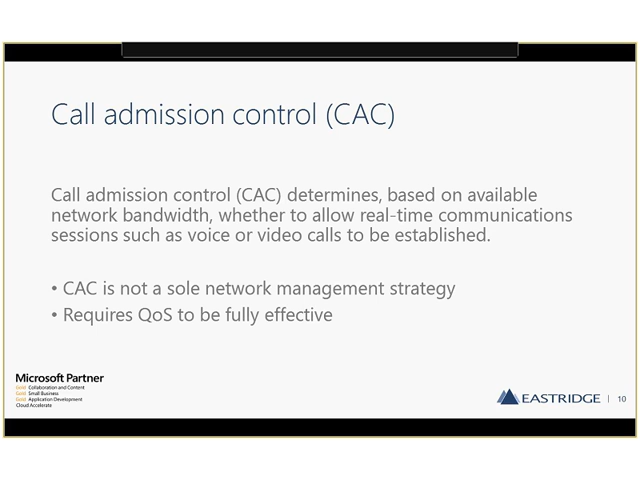 Call admission control (CAC)
Call admission control (CAC) determines, based on available
network bandwidth, whether to allow real-time communications
sessions such as voice or video calls to be established.
• CAC is not a sole network management strategy
• Requires QoS to be fully effective
Microsoft Partner
Gold Collaboration and Content
Gold Small Business
Gold Application Development
Cloud Accelerate
EASTRIDGE | 10